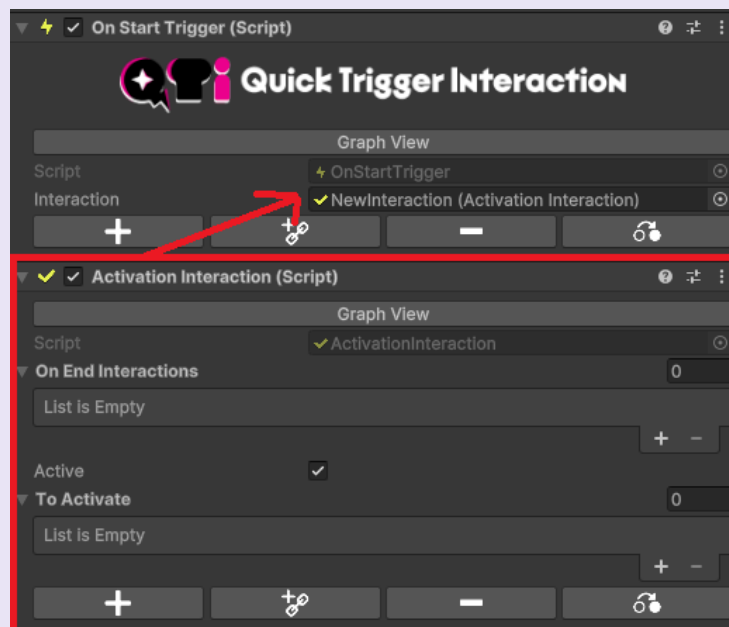 On Start Trigger (Script)
QTi Quick Trigger Interaction
Graph View
Script OnStartTrigger
Interaction NewInteraction (Activation Interaction)
Activation Interaction (Script)
Graph View
Script ActivationInteraction
On End Interactions 0
List is Empty
Active
To Activate 0
List is Empty